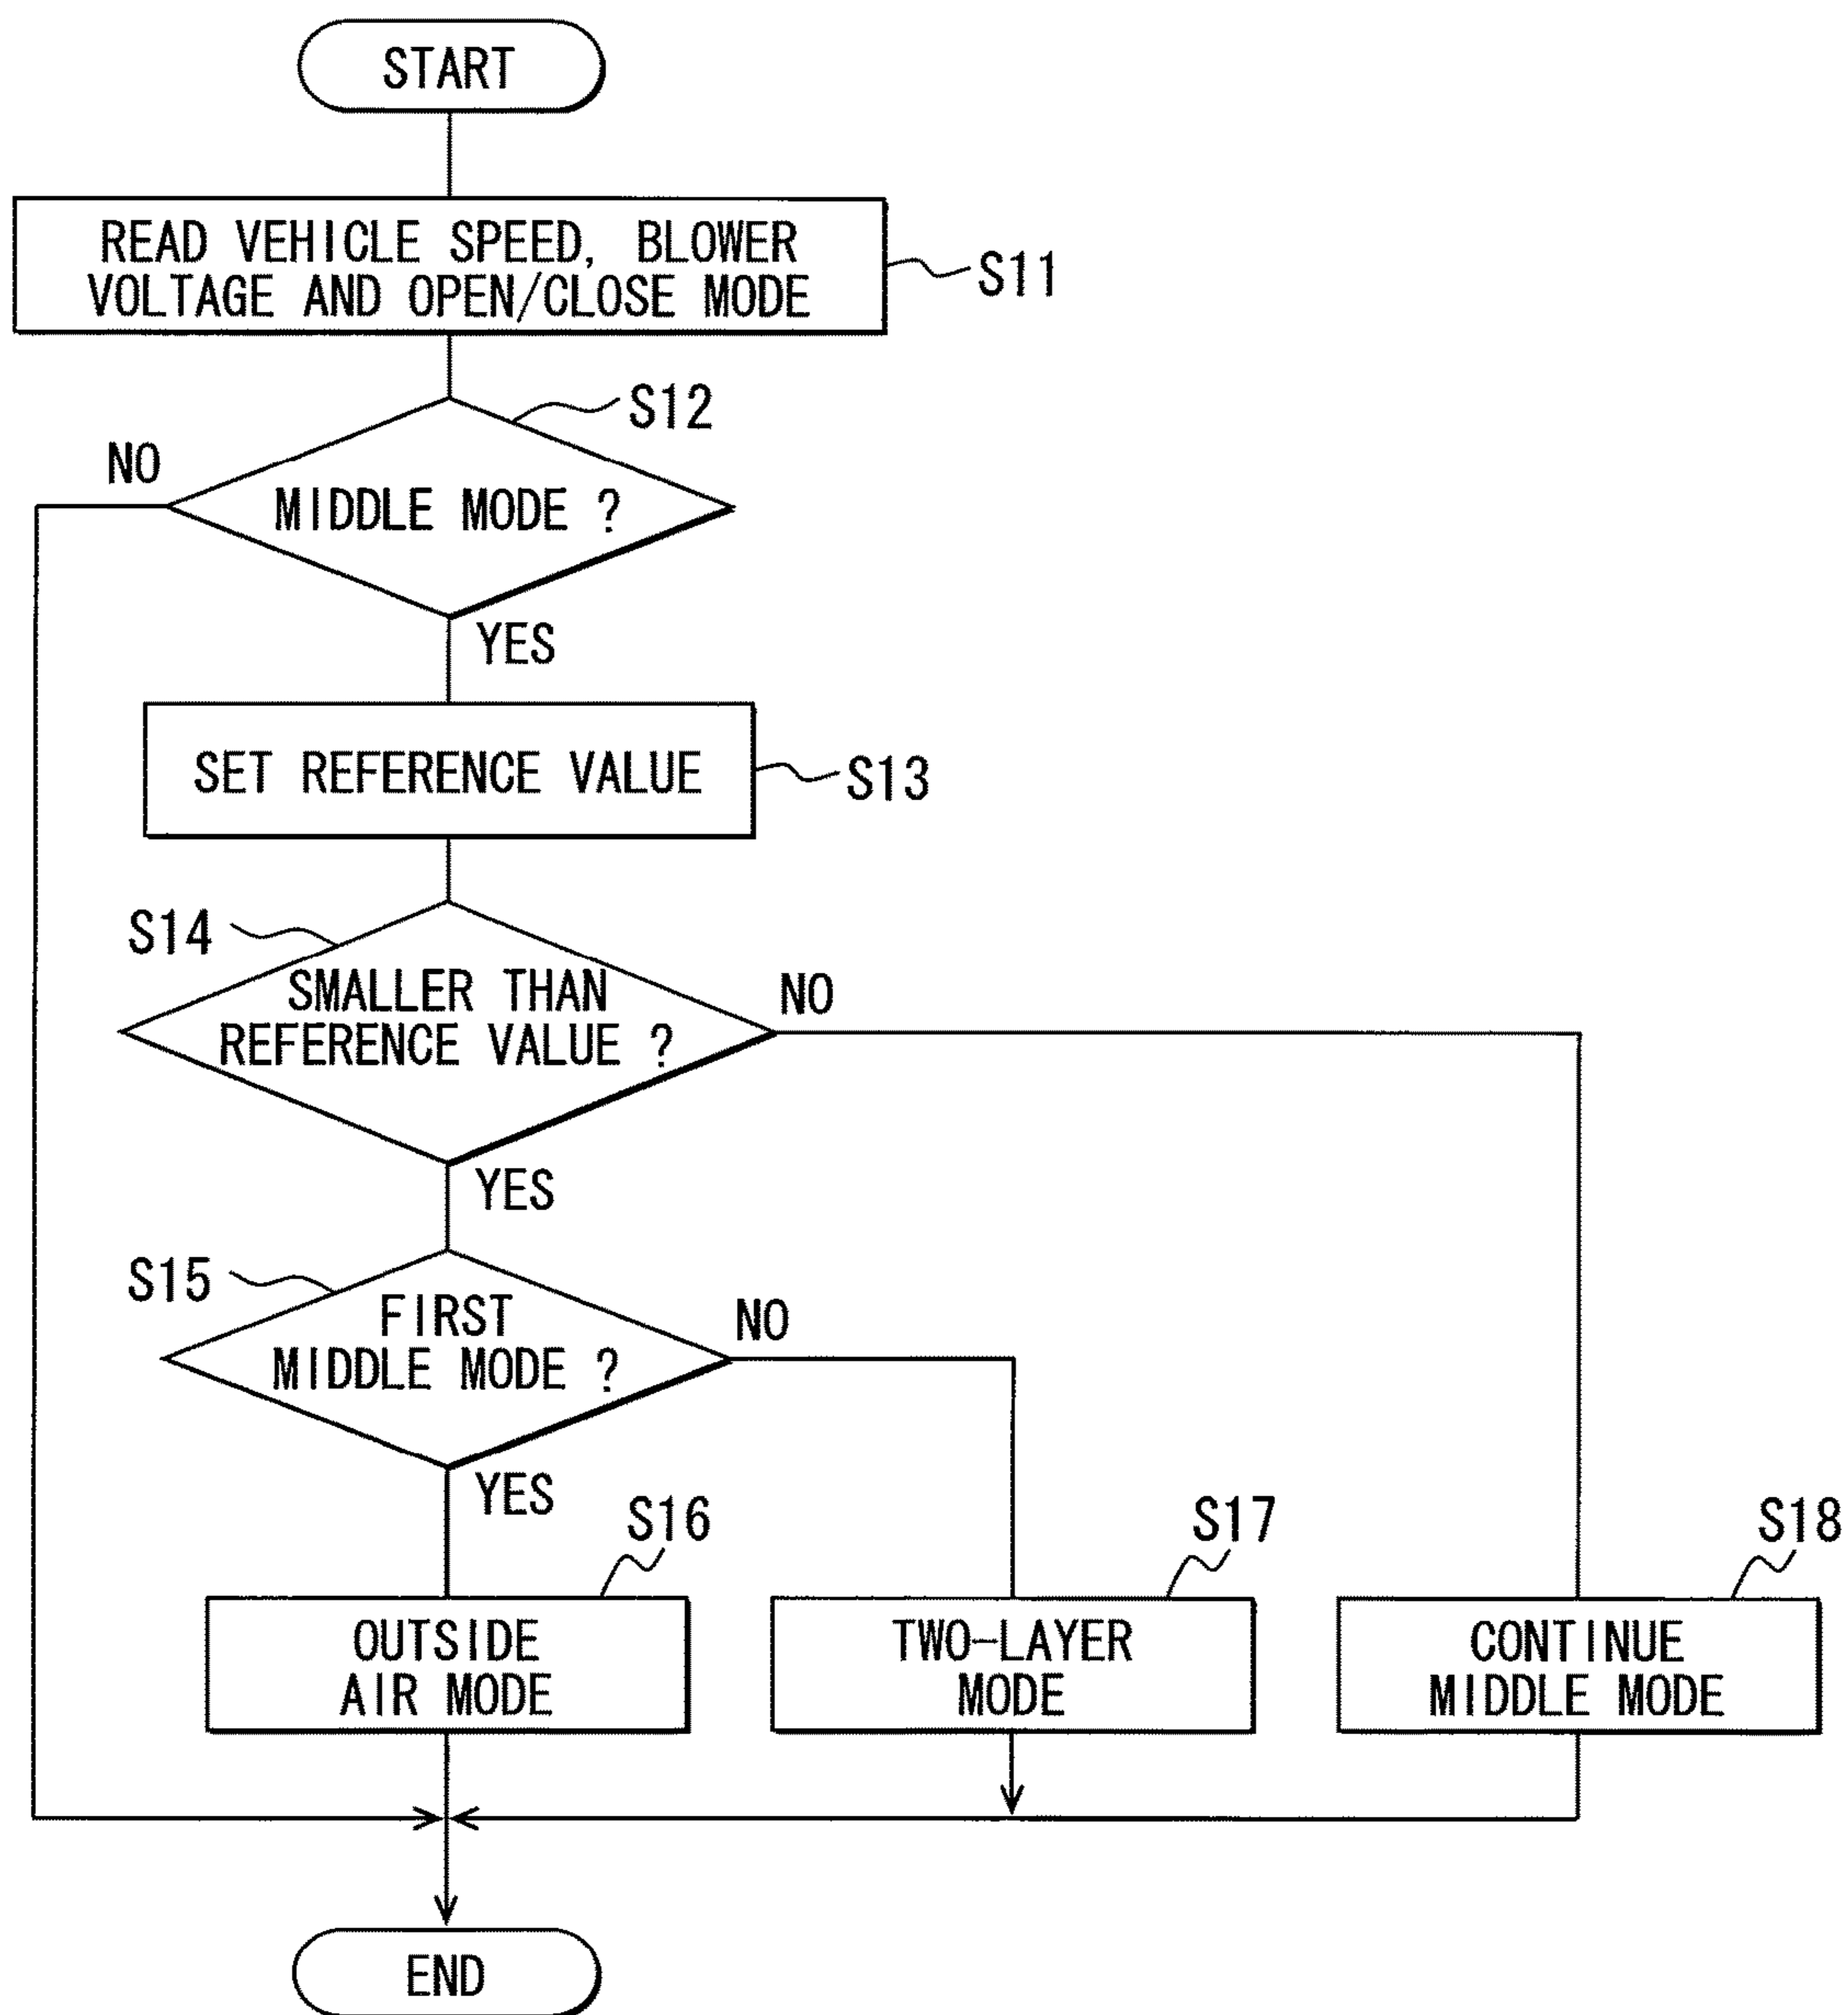 START
READ VEHICLE SPEED, BLOWER
VOLTAGE AND OPEN/CLOSE MODE
S11
S12
NO
MIDDLE MODE ?
YES
SET REFERENCE VALUE
S13
S14
SMALLER THAN
REFERENCE VALUE ?
NO
YES
S15
FIRST
MIDDLE MODE ?
NO
YES
S16
OUTSIDE
AIR MODE
S17
TWO-LAYER
MODE
S18
CONTINUE
MIDDLE MODE
END